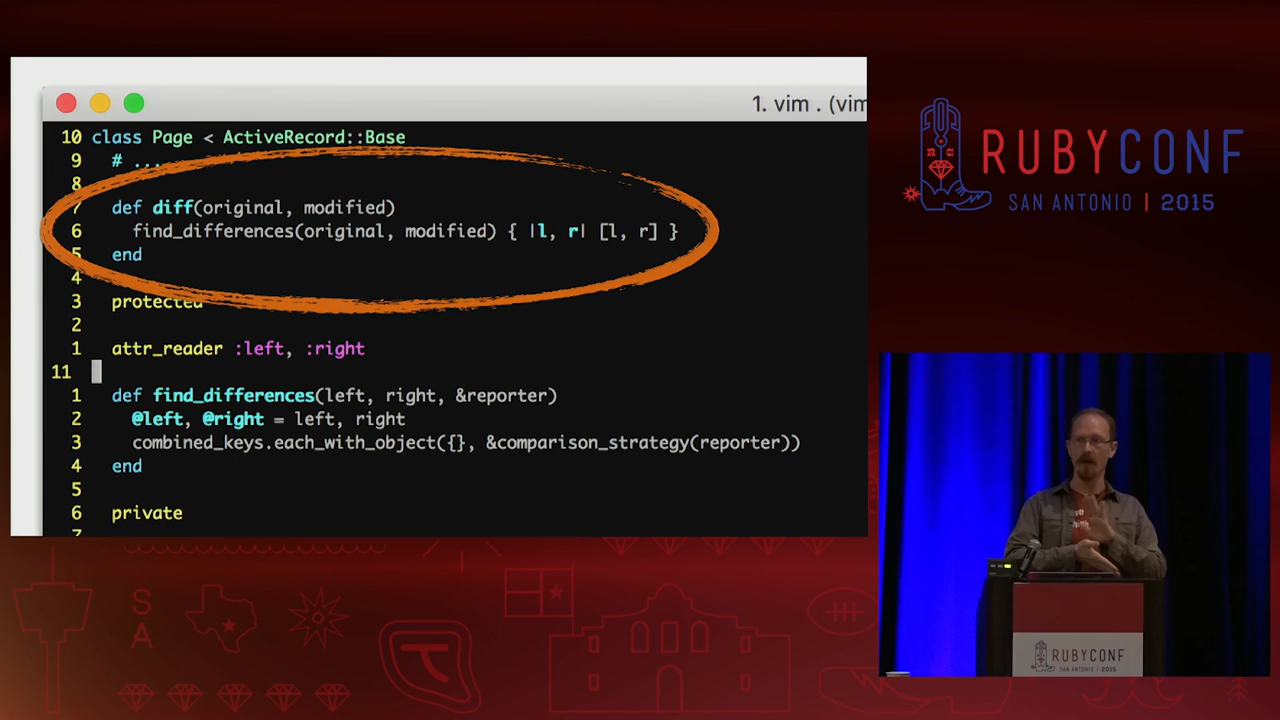 1. vim . (vim
10 class Page < ActiveRecord::Base
9 # ...
8
7 def diff(original, modified)
6 find_differences(original, modified) { |l, r| [l, r] }
5 end
4
3 protected
2
1 attr_reader :left, :right
11
1 def find_differences(left, right, &reporter)
2 @left, @right = left, right
3 combined_keys.each_with_object({}, &comparison_strategy(reporter))
4 end
5
6 private
7
RUBYCONF
SAN ANTONIO | 2015
S
A
RUBYCONF
SAN ANTONIO | 2015